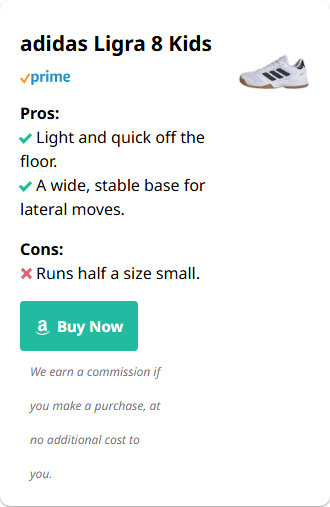 adidas Ligra 8 Kids
prime
Pros:
Light and quick off the
floor.
A wide, stable base for
lateral moves.
Cons:
Runs half a size small.
Buy Now
We earn a commission if
you make a purchase, at
no additional cost to
you.